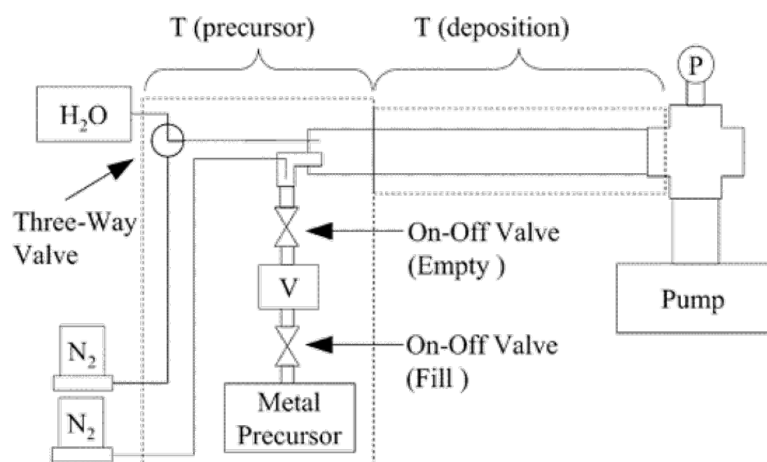 T (precursor)
T (deposition)
P
H₂O
Three-Way
Valve
On-Off Valve
(Empty )
V
Pump
N₂
On-Off Valve
(Fill )
N₂
Metal
Precursor